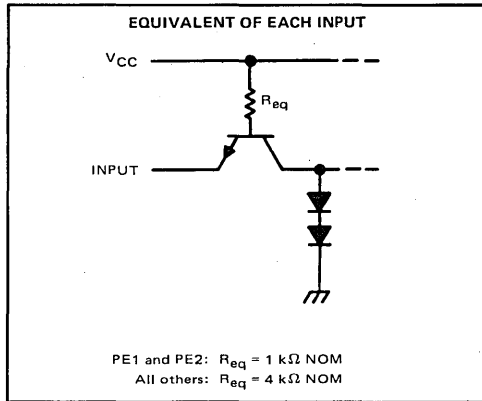 EQUIVALENT OF EACH INPUT
VCC
Req
INPUT
PE1 and PE2: Req = 1 kΩ NOM
All others: Req = 4 kΩ NOM